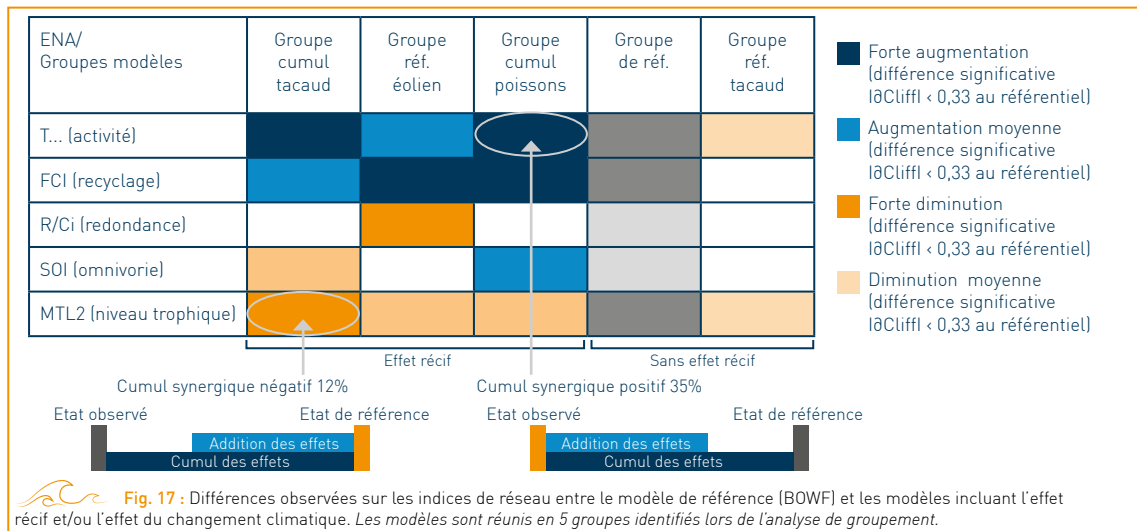 ENA/
Groupes modèles
Groupe
cumul
tacaud
Groupe
réf.
éolien
Groupe
cumul
poissons
Groupe
de réf.
Groupe
réf.
tacaud
T... (activité)
FCI (recyclage)
R/Ci (redondance)
SOI (omnivorie)
MTL2 (niveau trophique)
Forte augmentation
(différence significative
|∂Cliff| < 0,33 au référentiel)
Augmentation moyenne
(différence significative
|∂Cliff| < 0,33 au référentiel)
Forte diminution
(différence significative
|∂Cliff| < 0,33 au référentiel)
Diminution moyenne
(différence significative
|∂Cliff| < 0,33 au référentiel)
Effet récif
Sans effet récif
Cumul synergique négatif 12%
Cumul synergique positif 35%
Etat observé
Etat de référence
Etat observé
Etat de référence
Addition des effets
Cumul des effets
Addition des effets
Cumul des effets
Fig. 17 : Différences observées sur les indices de réseau entre le modèle de référence (BOWF) et les modèles incluant l'effet
récif et/ou l'effet du changement climatique. Les modèles sont réunis en 5 groupes identifiés lors de l'analyse de groupement.